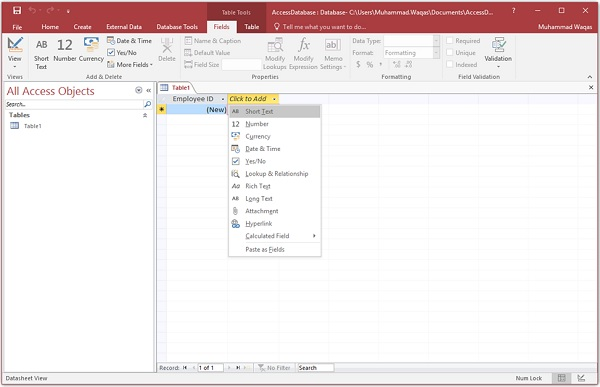 Table Tools
AccessDatabase : Database- C:\Users\Muhammad.Waqas\Documents\AccessD...
File Home Create External Data Database Tools Fields Table Tell me what you want to do... Muhammad Waqas
View
Views
AB Short Text
12 Number
Currency
Date & Time
Yes/No
More Fields
Add & Delete
Delete
Name & Caption
Default Value
Field Size
Modify Lookups
Modify Expression
Memo Settings
Properties
Data Type:
Format: Formatting
$ % ,
Formatting
Required
Unique
Indexed
Validation
Field Validation
All Access Objects
Search...
Tables
Table1
Table1
Employee ID Click to Add
(New)
AB Short Text
12 Number
Currency
Date & Time
Yes/No
Lookup & Relationship
Aa Rich Text
AB Long Text
Attachment
Hyperlink
Calculated Field
Paste as Fields
Record: 1 of 1 No Filter Search
Datasheet View Num Lock